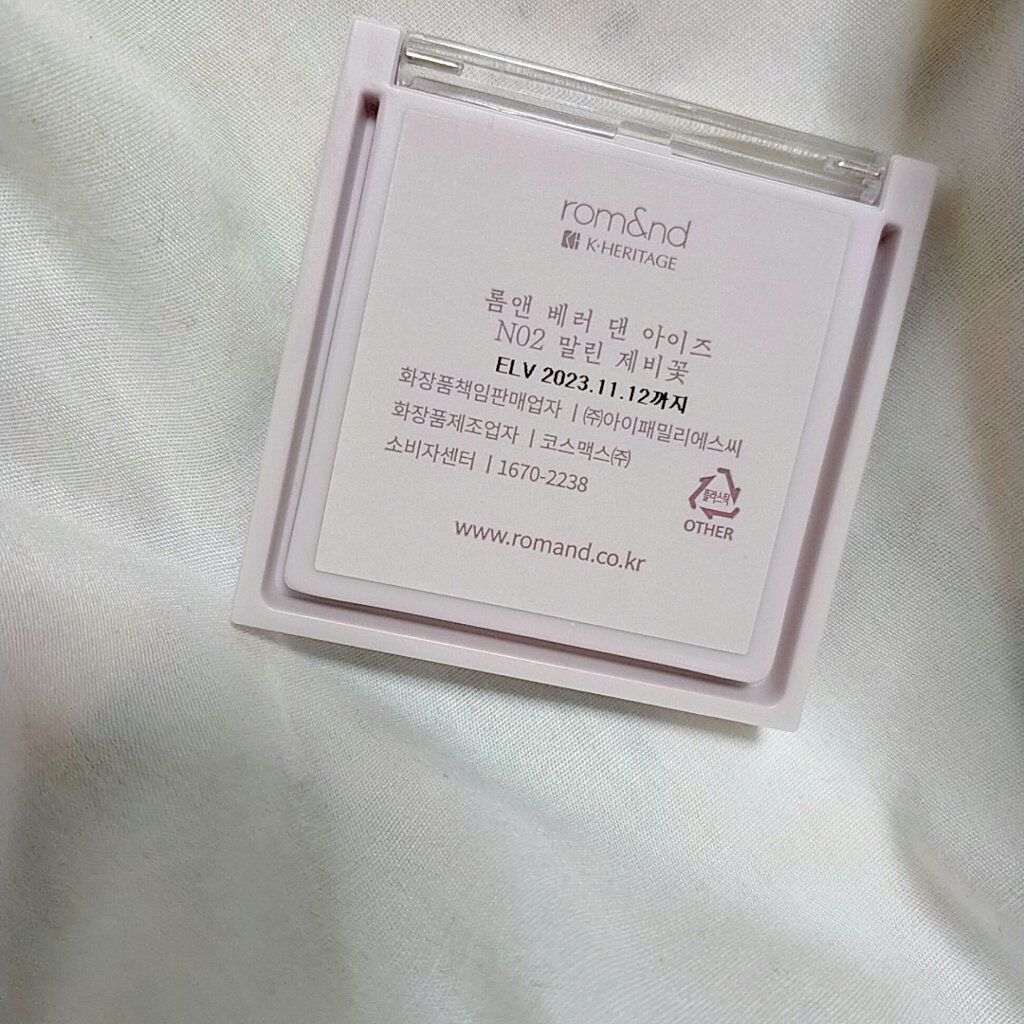 rom&nd
K·HERITAGE
롬앤 베러 댄 아이즈
N02 말린 제비꽃
ELV 2023.11.12까지
화장품책임판매업자 | ㈜아이패밀리에스씨
화장품제조업자 | 코스맥스㈜
소비자센터 | 1670-2238
플라스틱
OTHER
www.romand.co.kr